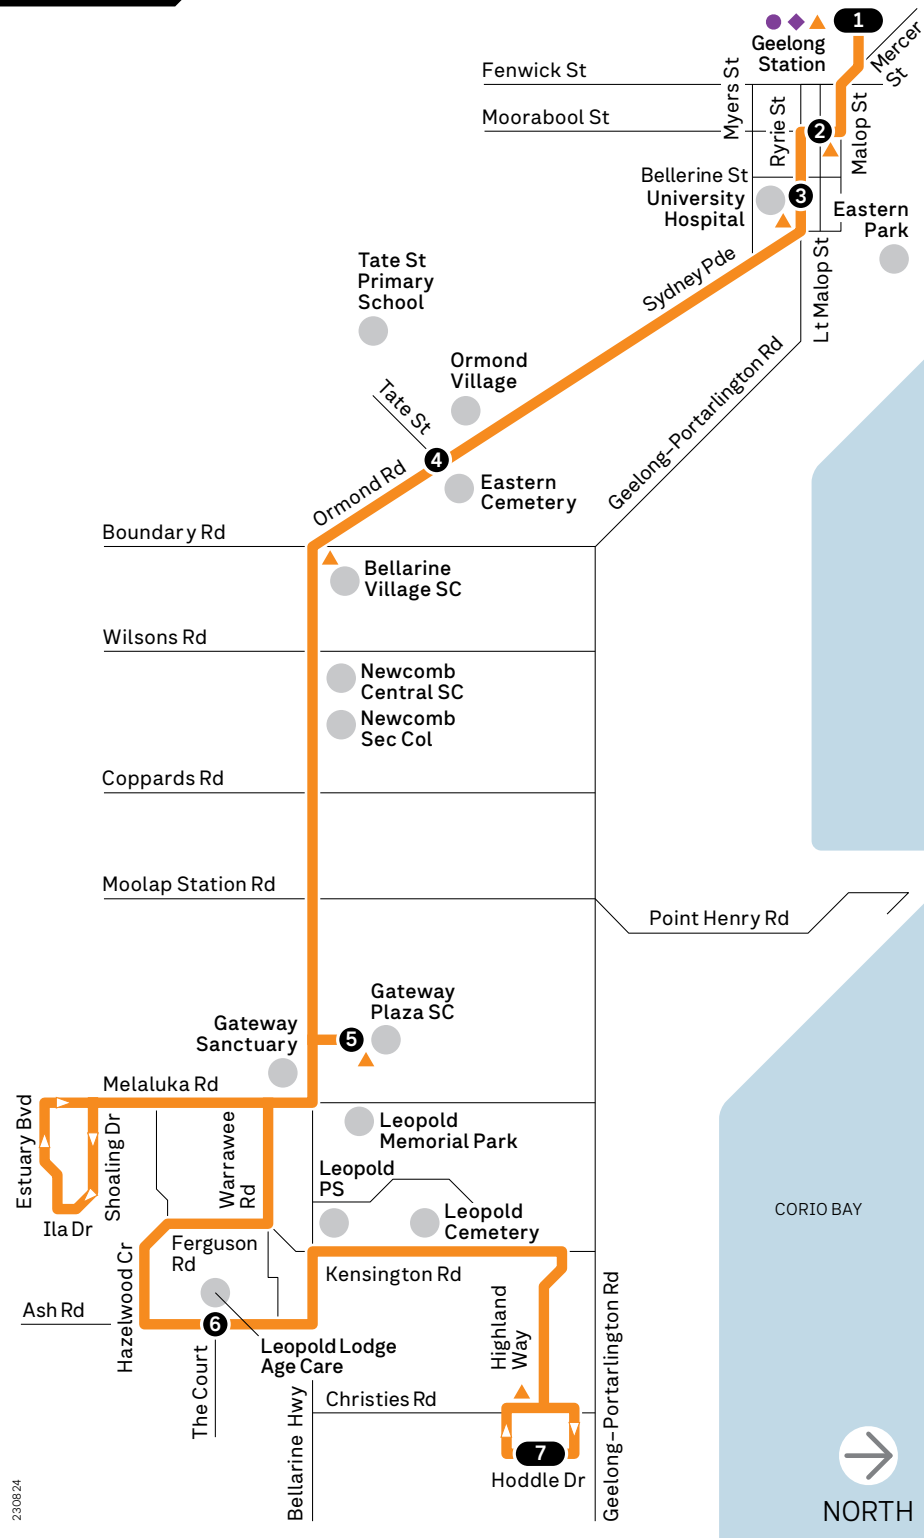 1
Geelong
Station
Mercer
St
Fenwick St
Myers St
Ryrie St
Malop St
Moorabool St
2
Bellerine St
University
Hospital
3
Eastern
Park
Lt Malop St
Sydney Pde
Tate St
Primary
School
Ormond
Village
Tate St
Geelong–Portarlington Rd
4
Ormond Rd
Eastern
Cemetery
Boundary Rd
Bellarine
Village SC
Wilsons Rd
Newcomb
Central SC
Newcomb
Sec Col
Coppards Rd
Moolap Station Rd
Point Henry Rd
Gateway
Plaza SC
Gateway
Sanctuary
5
Melaluka Rd
Estuary Bvd
Shoaling Dr
Warrawee
Rd
Leopold
Memorial Park
Leopold
PS
Ila Dr
Leopold
Cemetery
CORIO BAY
Ferguson
Rd
Hazelwood Cr
Kensington Rd
Ash Rd
6
Highland
Way
Geelong–Portarlington Rd
Leopold Lodge
Age Care
The Court
Bellarine Hwy
Christies Rd
7
Hoddle Dr
230824
NORTH